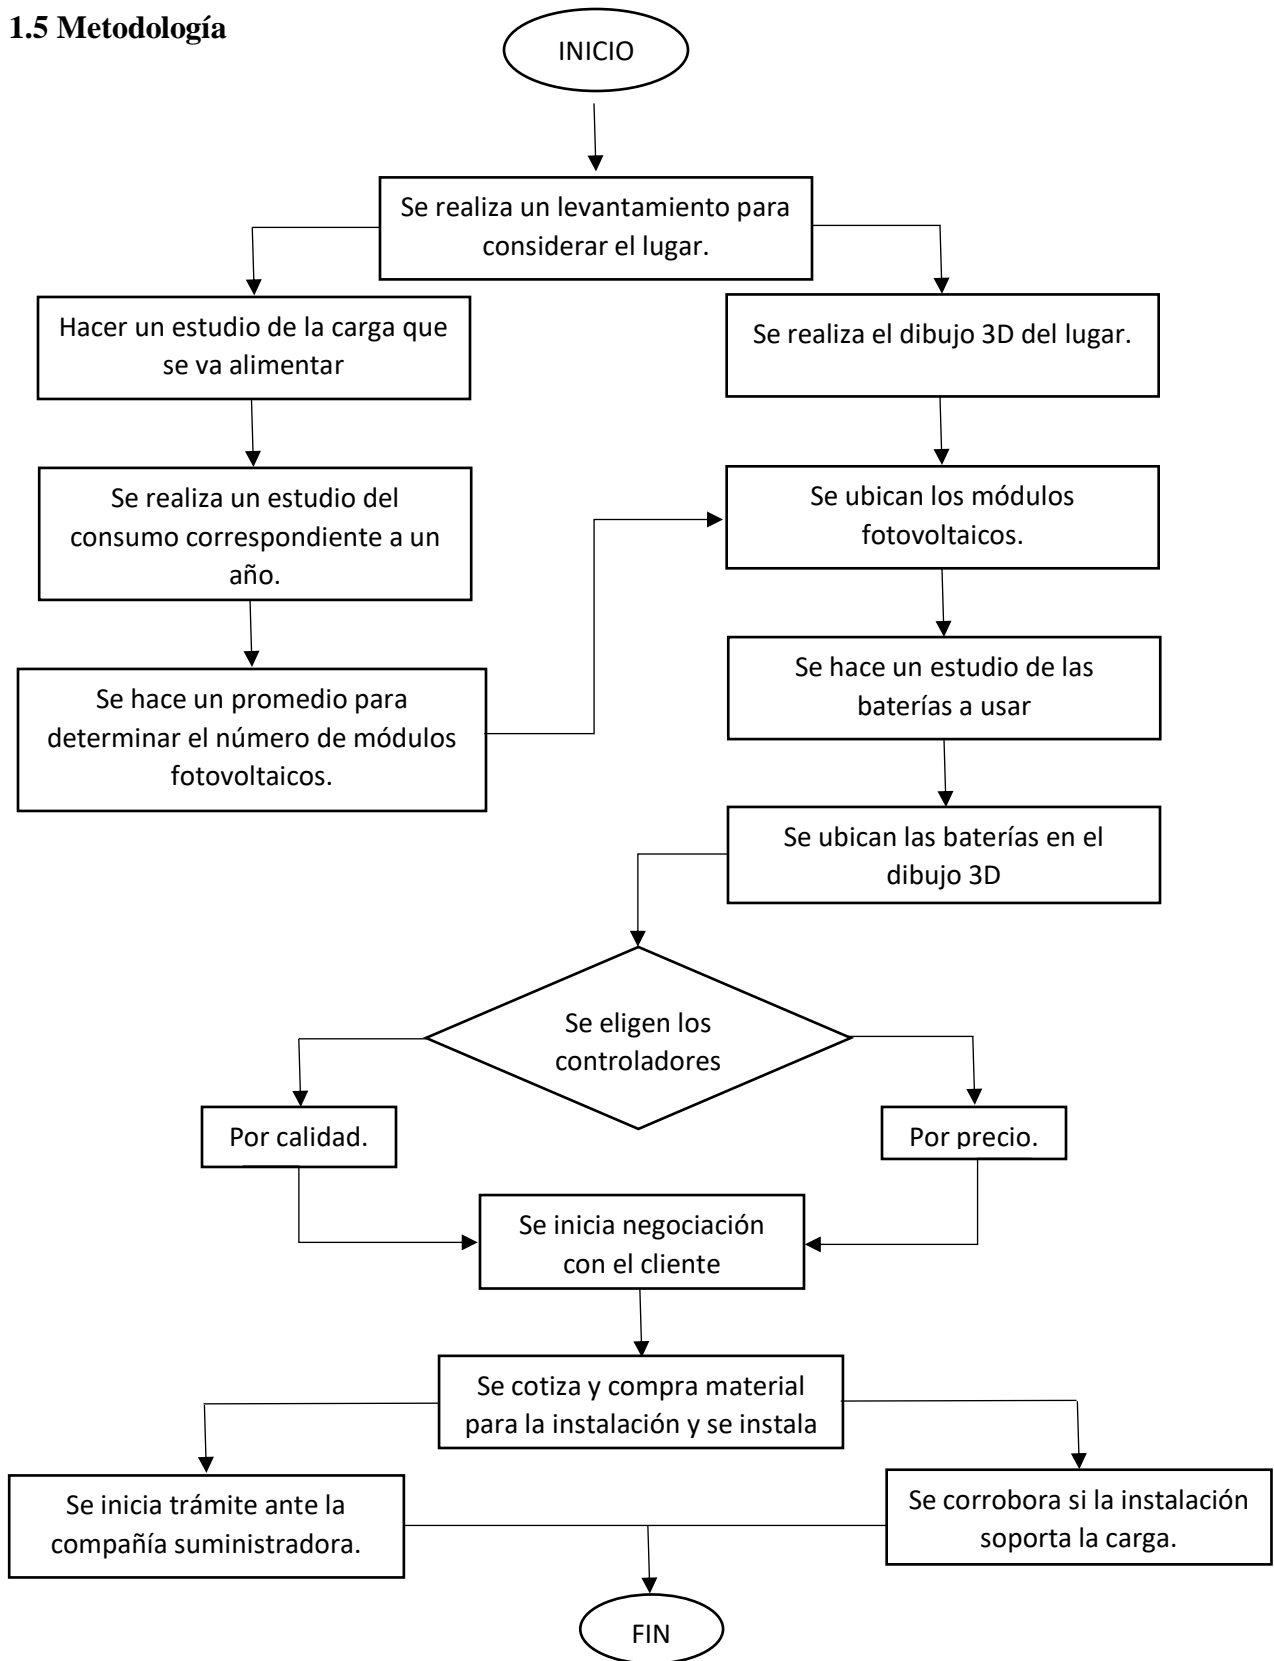 1.5 Metodología
INICIO
Se realiza un levantamiento para
considerar el lugar.
Hacer un estudio de la carga que
se va alimentar
Se realiza el dibujo 3D del lugar.
Se realiza un estudio del
consumo correspondiente a un
año.
Se ubican los módulos
fotovoltaicos.
Se hace un promedio para
determinar el número de módulos
fotovoltaicos.
Se hace un estudio de las
baterías a usar
Se ubican las baterías en el
dibujo 3D
Se eligen los
controladores
Por calidad.
Por precio.
Se inicia negociación
con el cliente
Se cotiza y compra material
para la instalación y se instala
Se inicia trámite ante la
compañía suministradora.
Se corrobora si la instalación
soporta la carga.
FIN